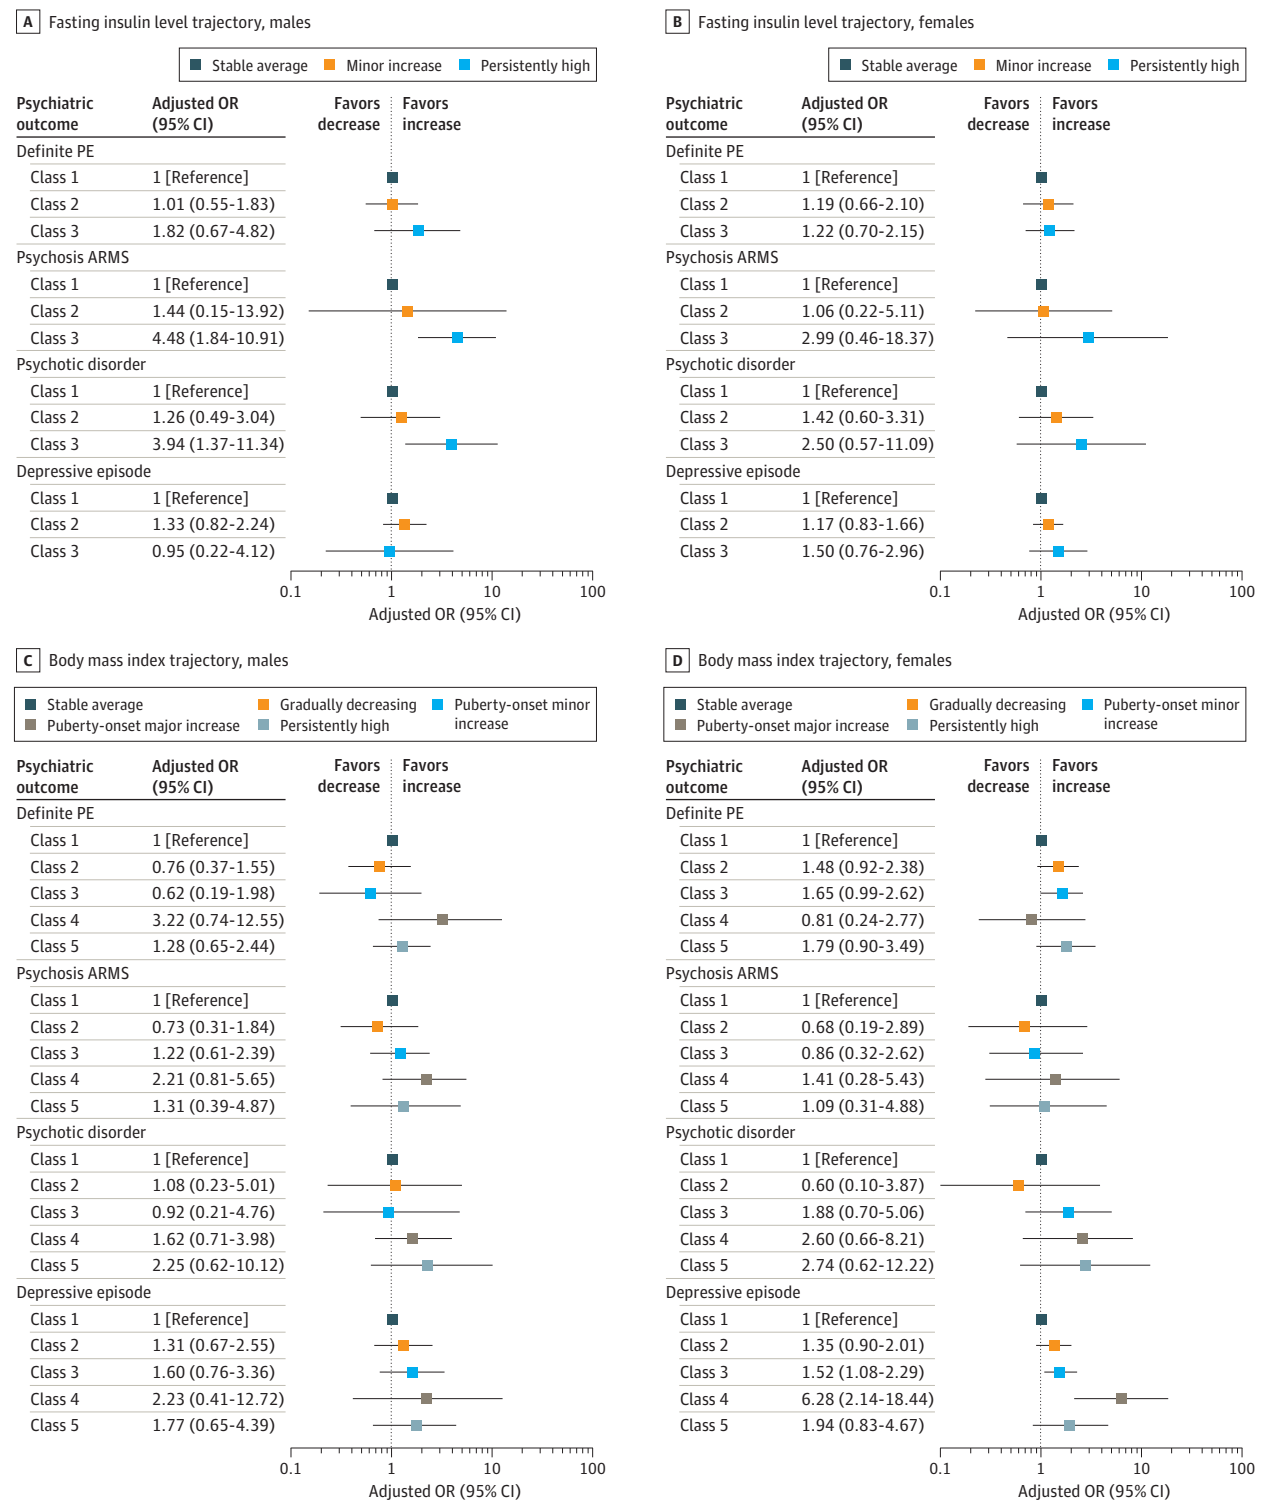 A Fasting insulin level trajectory, males
Stable average Minor increase Persistently high
Psychiatric Adjusted OR Favors Favors
outcome (95% CI) decrease increase
Definite PE
Class 1 1 [Reference]
Class 2 1.01 (0.55-1.83)
Class 3 1.82 (0.67-4.82)
Psychosis ARMS
Class 1 1 [Reference]
Class 2 1.44 (0.15-13.92)
Class 3 4.48 (1.84-10.91)
Psychotic disorder
Class 1 1 [Reference]
Class 2 1.26 (0.49-3.04)
Class 3 3.94 (1.37-11.34)
Depressive episode
Class 1 1 [Reference]
Class 2 1.33 (0.82-2.24)
Class 3 0.95 (0.22-4.12)
0.1 1 10 100
Adjusted OR (95% CI)
B Fasting insulin level trajectory, females
Stable average Minor increase Persistently high
Psychiatric Adjusted OR Favors Favors
outcome (95% CI) decrease increase
Definite PE
Class 1 1 [Reference]
Class 2 1.19 (0.66-2.10)
Class 3 1.22 (0.70-2.15)
Psychosis ARMS
Class 1 1 [Reference]
Class 2 1.06 (0.22-5.11)
Class 3 2.99 (0.46-18.37)
Psychotic disorder
Class 1 1 [Reference]
Class 2 1.42 (0.60-3.31)
Class 3 2.50 (0.57-11.09)
Depressive episode
Class 1 1 [Reference]
Class 2 1.17 (0.83-1.66)
Class 3 1.50 (0.76-2.96)
0.1 1 10 100
Adjusted OR (95% CI)
C Body mass index trajectory, males
Stable average Gradually decreasing Puberty-onset minor
Puberty-onset major increase Persistently high increase
Psychiatric Adjusted OR Favors Favors
outcome (95% CI) decrease increase
Definite PE
Class 1 1 [Reference]
Class 2 0.76 (0.37-1.55)
Class 3 0.62 (0.19-1.98)
Class 4 3.22 (0.74-12.55)
Class 5 1.28 (0.65-2.44)
Psychosis ARMS
Class 1 1 [Reference]
Class 2 0.73 (0.31-1.84)
Class 3 1.22 (0.61-2.39)
Class 4 2.21 (0.81-5.65)
Class 5 1.31 (0.39-4.87)
Psychotic disorder
Class 1 1 [Reference]
Class 2 1.08 (0.23-5.01)
Class 3 0.92 (0.21-4.76)
Class 4 1.62 (0.71-3.98)
Class 5 2.25 (0.62-10.12)
Depressive episode
Class 1 1 [Reference]
Class 2 1.31 (0.67-2.55)
Class 3 1.60 (0.76-3.36)
Class 4 2.23 (0.41-12.72)
Class 5 1.77 (0.65-4.39)
0.1 1 10 100
Adjusted OR (95% CI)
D Body mass index trajectory, females
Stable average Gradually decreasing Puberty-onset minor
Puberty-onset major increase Persistently high increase
Psychiatric Adjusted OR Favors Favors
outcome (95% CI) decrease increase
Definite PE
Class 1 1 [Reference]
Class 2 1.48 (0.92-2.38)
Class 3 1.65 (0.99-2.62)
Class 4 0.81 (0.24-2.77)
Class 5 1.79 (0.90-3.49)
Psychosis ARMS
Class 1 1 [Reference]
Class 2 0.68 (0.19-2.89)
Class 3 0.86 (0.32-2.62)
Class 4 1.41 (0.28-5.43)
Class 5 1.09 (0.31-4.88)
Psychotic disorder
Class 1 1 [Reference]
Class 2 0.60 (0.10-3.87)
Class 3 1.88 (0.70-5.06)
Class 4 2.60 (0.66-8.21)
Class 5 2.74 (0.62-12.22)
Depressive episode
Class 1 1 [Reference]
Class 2 1.35 (0.90-2.01)
Class 3 1.52 (1.08-2.29)
Class 4 6.28 (2.14-18.44)
Class 5 1.94 (0.83-4.67)
0.1 1 10 100
Adjusted OR (95% CI)